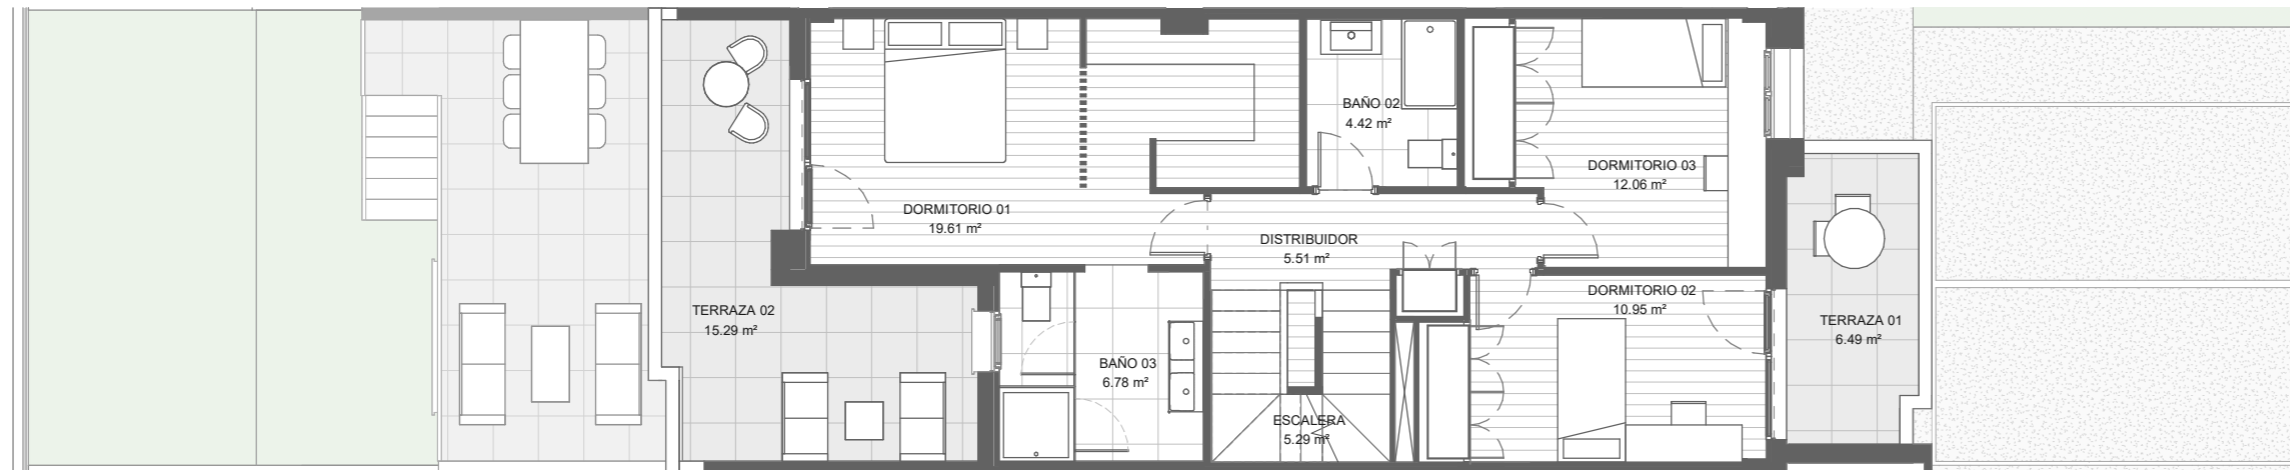 BAÑO 02
4.42 m²
DORMITORIO 03
12.06 m²
DORMITORIO 01
19.61 m²
DISTRIBUIDOR
5.51 m²
DORMITORIO 02
10.95 m²
TERRAZA 02
15.29 m²
TERRAZA 01
6.49 m²
BAÑO 03
6.78 m²
ESCALERA
5.29 m²